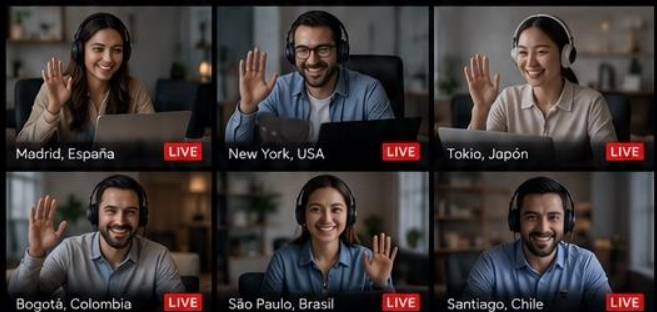 Madrid, España
LIVE
New York, USA
LIVE
Tokio, Japón
LIVE
Bogotá, Colombia
LIVE
São Paulo, Brasil
LIVE
Santiago, Chile
LIVE